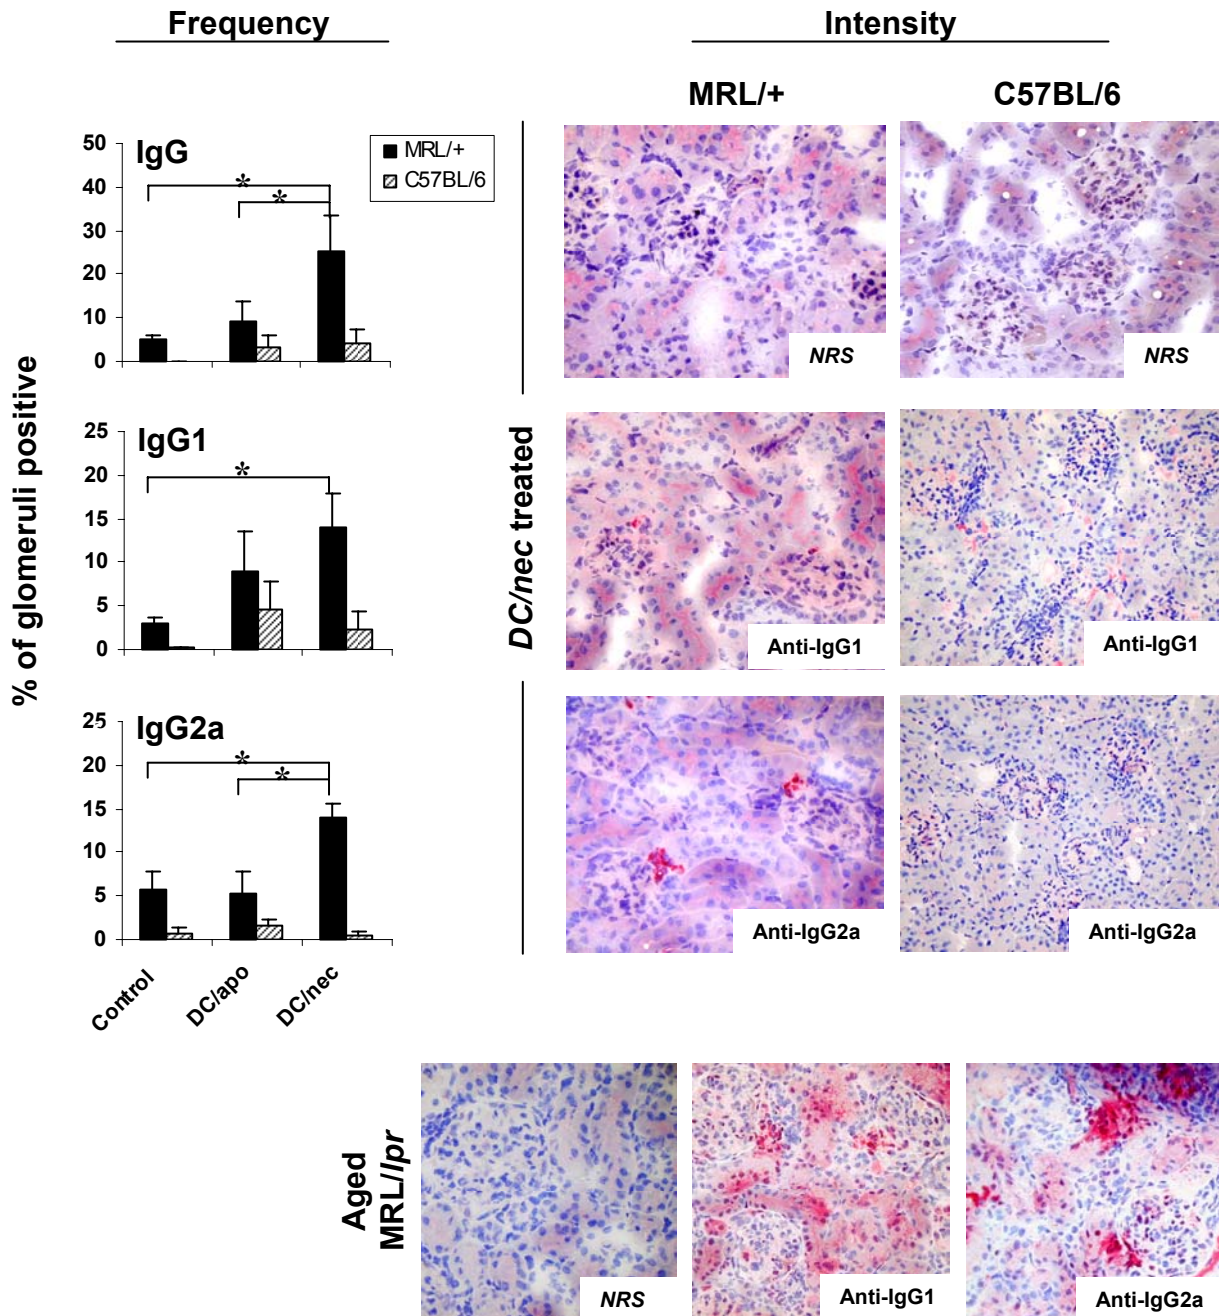 Frequency
Intensity
MRL/+
C57BL/6
% of glomeruli positive
IgG
MRL/+
C57BL/6
50
40
30
20
10
0
*
*
IgG1
25
20
15
10
5
0
*
IgG2a
25
20
15
10
5
0
*
*
Control
DC/apo
DC/nec
DC/nec treated
NRS
NRS
Anti-IgG1
Anti-IgG1
Anti-IgG2a
Anti-IgG2a
Aged
MRL/lpr
NRS
Anti-IgG1
Anti-IgG2a